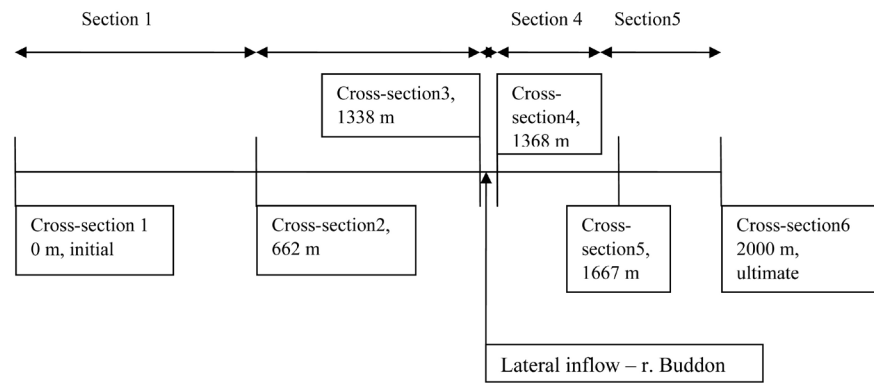 Section 1
Section 4
Section5
Cross-section3,
1338 m
Cross-
section4,
1368 m
Cross-section 1
0 m, initial
Cross-section2,
662 m
Cross-
section5,
1667 m
Cross-section6
2000 m,
ultimate
Lateral inflow – r. Buddon